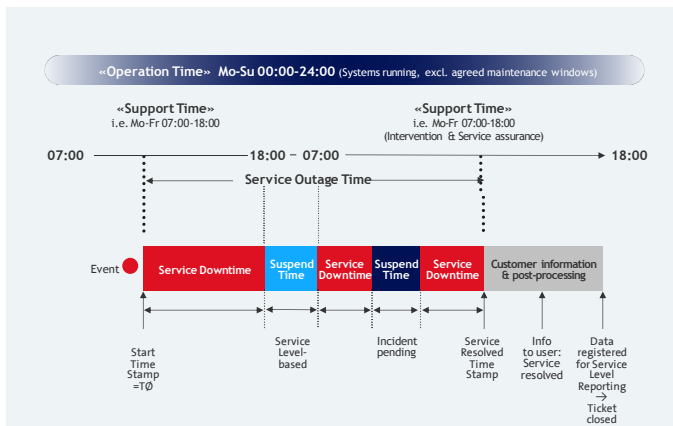 «Operation Time» Mo-Su 00:00-24:00 (Systems running, excl. agreed maintenance windows)
«Support Time»
i.e. Mo-Fr 07:00-18:00
«Support Time»
i.e. Mo-Fr 07:00-18:00
(Intervention & Service assurance)
07:00
18:00 – 07:00
18:00
Service Outage Time
Event
Service Downtime
Suspend
Time
Service
Downtime
Suspend
Time
Service
Downtime
Customer information
& post-processing
Start
Time
Stamp
=TØ
Service
Level-
based
Incident
pending
Service
Resolved
Time
Stamp
Info
to user:
Service
resolved
Data
registered
for Service
Level
Reporting
→
Ticket
closed